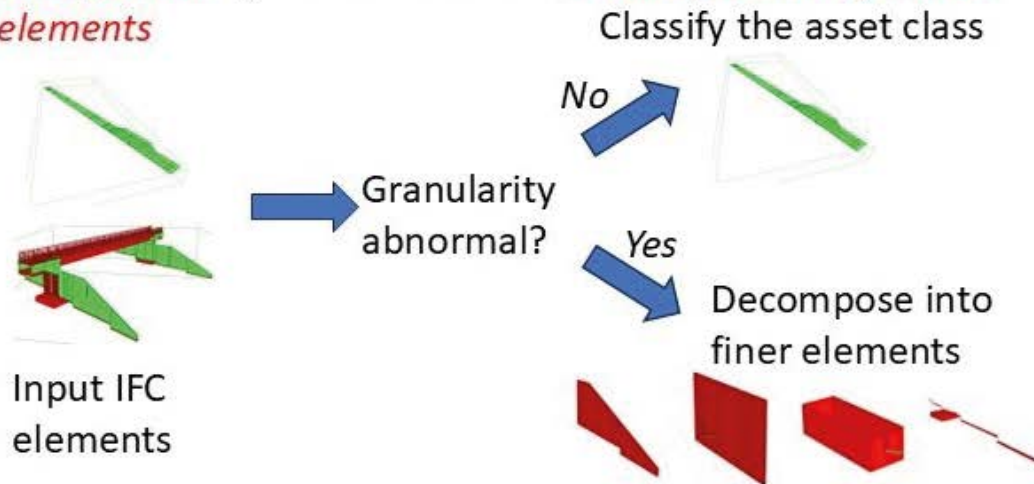 elements
Classify the asset class
No
Granularity
abnormal?
Yes
Decompose into
finer elements
Input IFC
elements